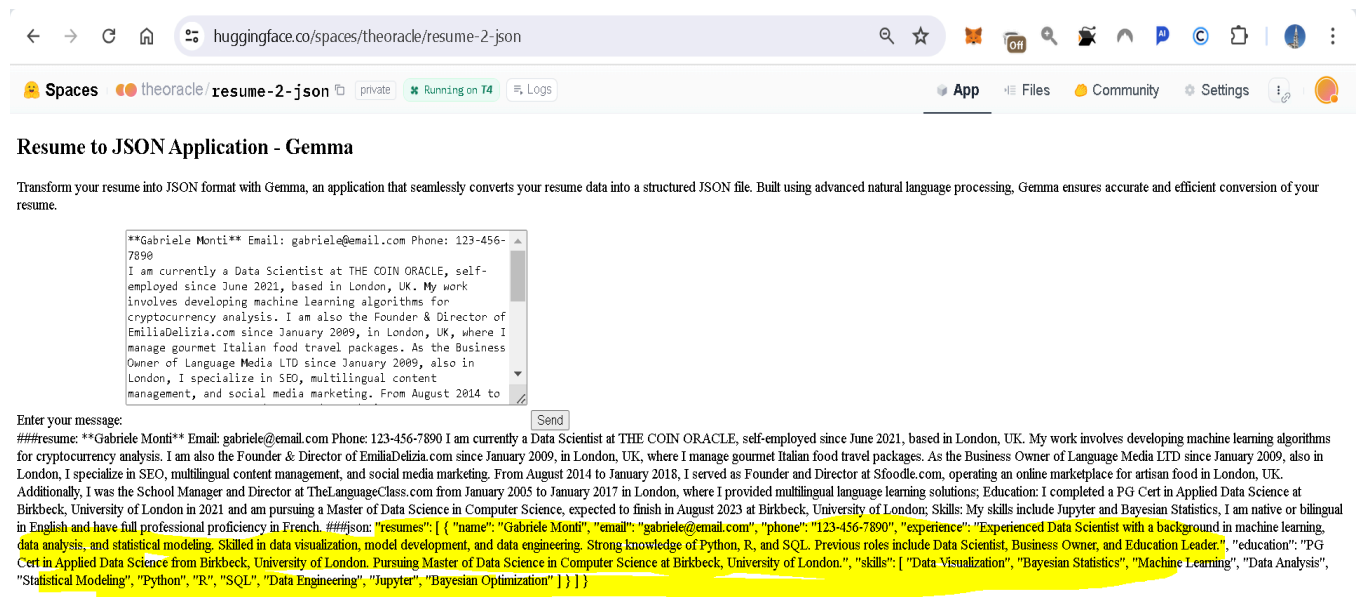 huggingface.co/spaces/theoracle/resume-2-json
Off
AI
C
Spaces theoracle/resume-2-json private Running on T4 Logs App Files Community Settings
Resume to JSON Application - Gemma
Transform your resume into JSON format with Gemma, an application that seamlessly converts your resume data into a structured JSON file. Built using advanced natural language processing, Gemma ensures accurate and efficient conversion of your
resume.
**Gabriele Monti** Email: gabriele@email.com Phone: 123-456-
7890
I am currently a Data Scientist at THE COIN ORACLE, self-
employed since June 2021, based in London, UK. My work
involves developing machine learning algorithms for
cryptocurrency analysis. I am also the Founder & Director of
EmiliaDelizia.com since January 2009, in London, UK, where I
manage gourmet Italian food travel packages. As the Business
Owner of Language Media LTD since January 2009, also in
London, I specialize in SEO, multilingual content
management, and social media marketing. From August 2014 to
Enter your message:
Send
###resume: **Gabriele Monti** Email: gabriele@email.com Phone: 123-456-7890 I am currently a Data Scientist at THE COIN ORACLE, self-employed since June 2021, based in London, UK. My work involves developing machine learning algorithms
for cryptocurrency analysis. I am also the Founder & Director of EmiliaDelizia.com since January 2009, in London, UK, where I manage gourmet Italian food travel packages. As the Business Owner of Language Media LTD since January 2009, also in
London, I specialize in SEO, multilingual content management, and social media marketing. From August 2014 to January 2018, I served as Founder and Director at Sfoodle.com, operating an online marketplace for artisan food in London, UK.
Additionally, I was the School Manager and Director at TheLanguageClass.com from January 2005 to January 2017 in London, where I provided multilingual language learning solutions; Education: I completed a PG Cert in Applied Data Science at
Birkbeck, University of London in 2021 and am pursuing a Master of Data Science in Computer Science, expected to finish in August 2023 at Birkbeck, University of London; Skills: My skills include Jupyter and Bayesian Statistics, I am native or bilingual
in English and have full professional proficiency in French. ###json: "resumes": [ { "name": "Gabriele Monti", "email": "gabriele@email.com", "phone": "123-456-7890", "experience": "Experienced Data Scientist with a background in machine learning,
data analysis, and statistical modeling. Skilled in data visualization, model development, and data engineering. Strong knowledge of Python, R, and SQL. Previous roles include Data Scientist, Business Owner, and Education Leader.", "education": "PG
Cert in Applied Data Science from Birkbeck, University of London. Pursuing Master of Data Science in Computer Science at Birkbeck, University of London.", "skills": [ "Data Visualization", "Bayesian Statistics", "Machine Learning", "Data Analysis",
"Statistical Modeling", "Python", "R", "SQL", "Data Engineering", "Jupyter", "Bayesian Optimization" ] } ] }